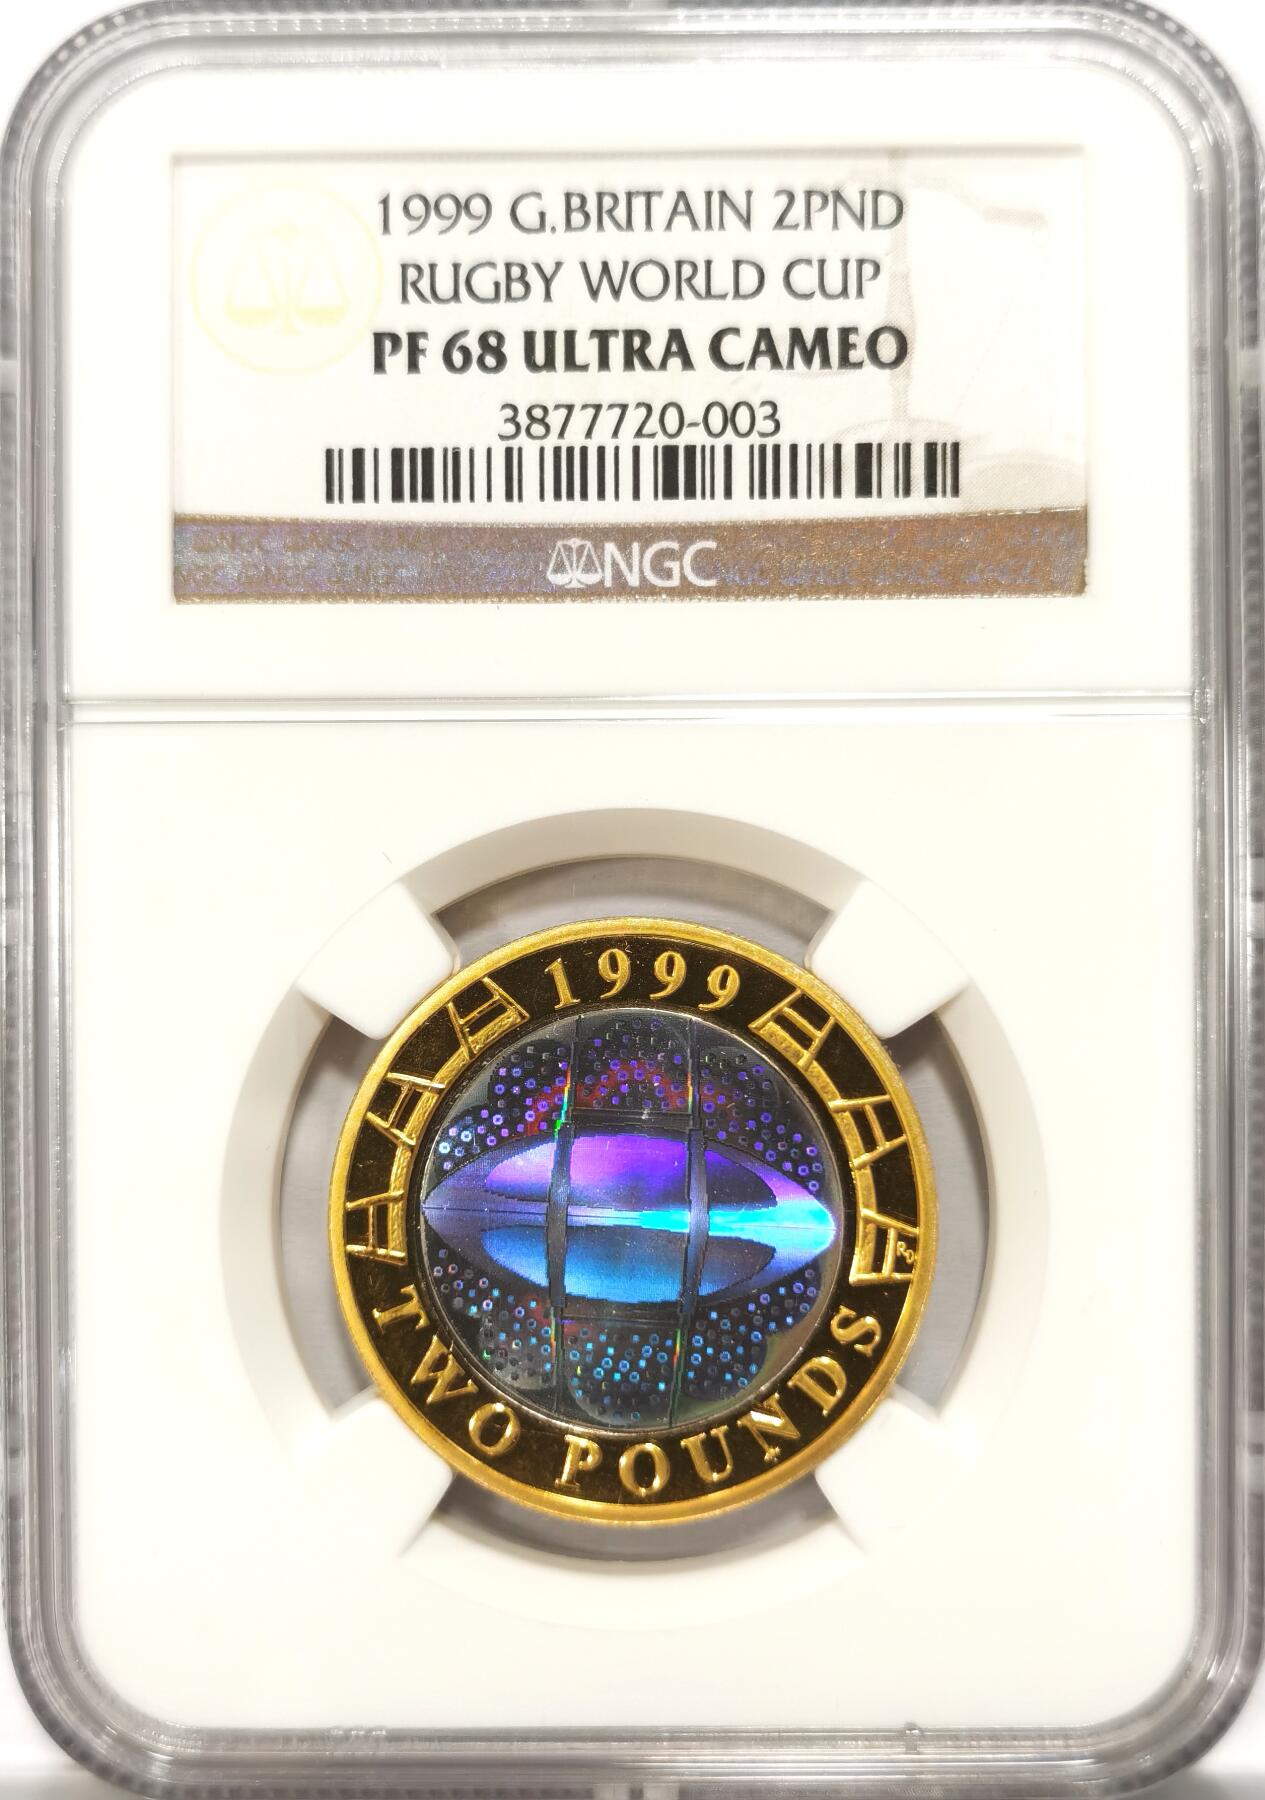 1999 G.BRITAIN 2PND
RUGBY WORLD CUP
PF 68 ULTRA CAMEO
3877720-003
NGC
1999
TWO POUNDS